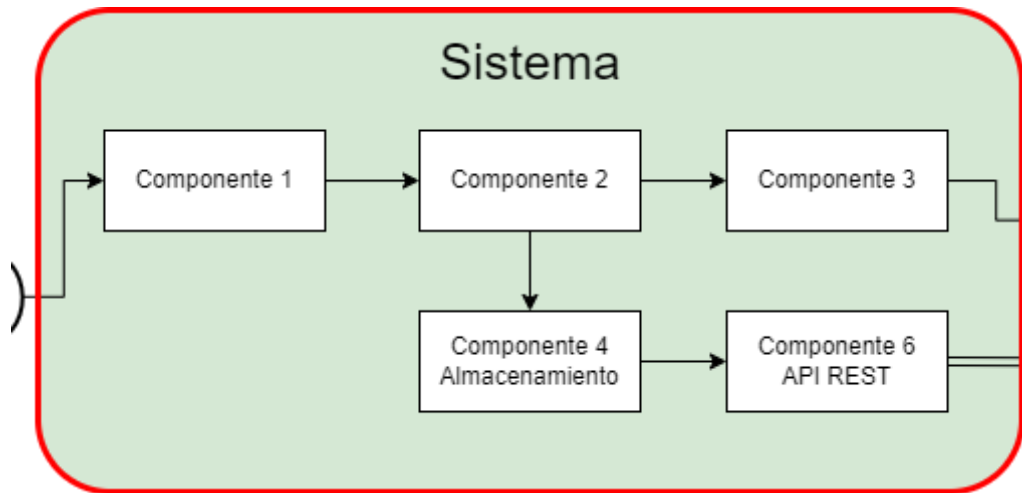 Sistema
Componente 1
Componente 2
Componente 3
Componente 4
Almacenamiento
Componente 6
API REST